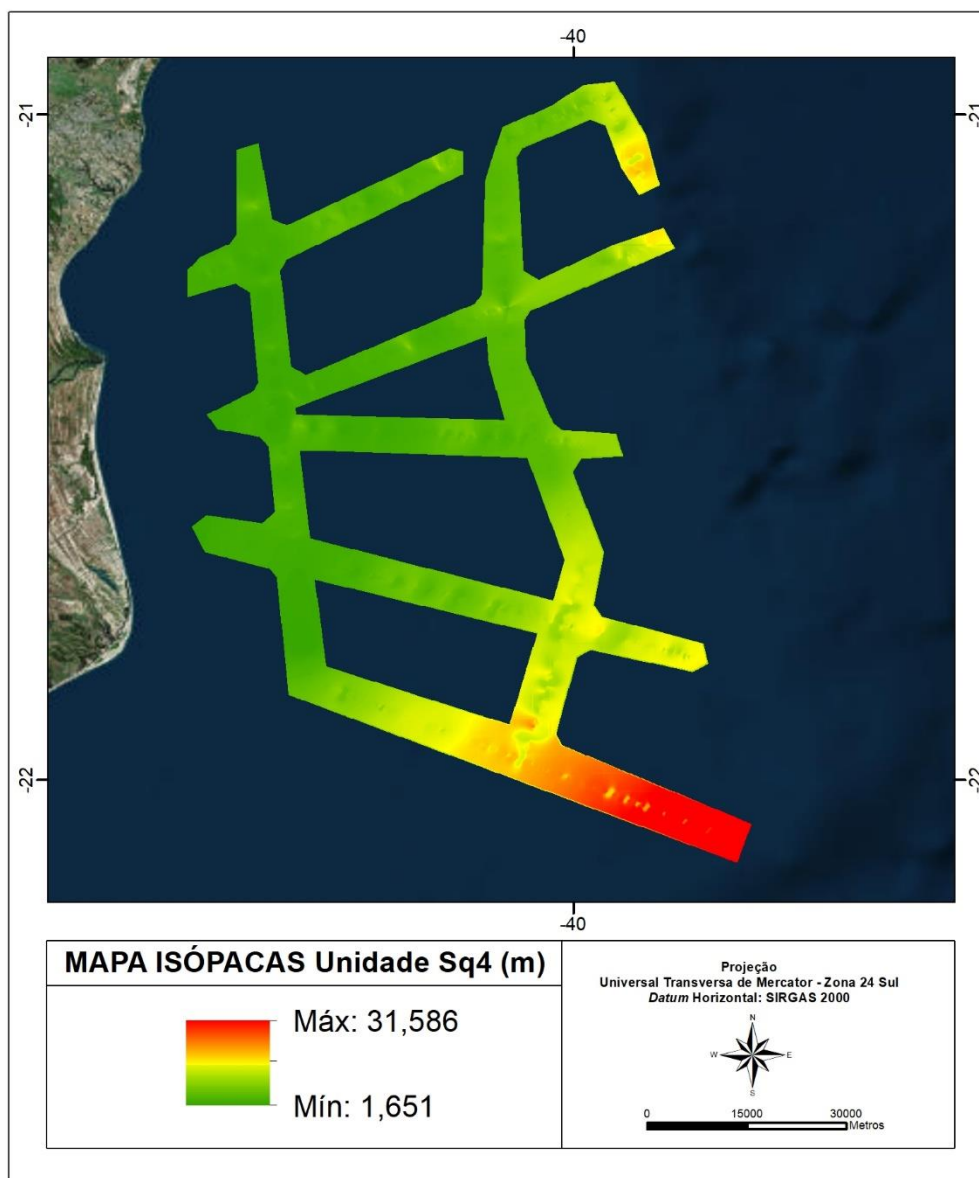 -40
-21
-21
-22
-22
-40
MAPA ISÓPACAS Unidade Sq4 (m)
Máx: 31,586
Mín: 1,651
Projeção
Universal Transversa de Mercator - Zona 24 Sul
Datum Horizontal: SIRGAS 2000
N
W
E
S
0 15000 30000
Metros